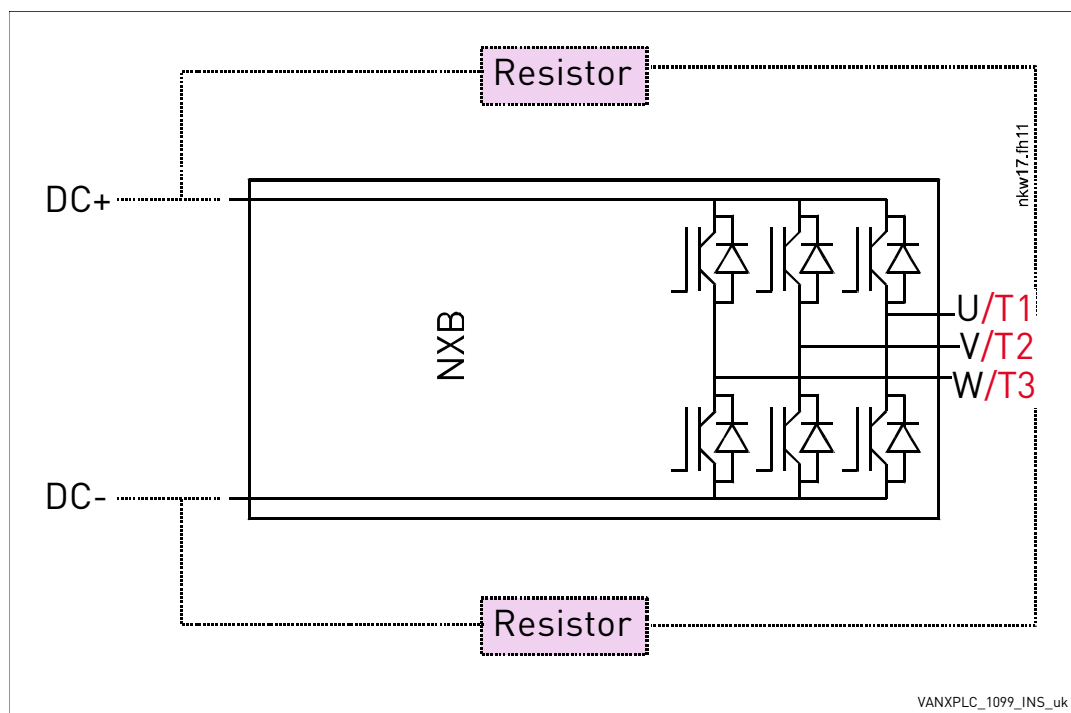 Resistor
nkw17.fh11
DC+
U/T1
NXB
V/T2
W/T3
DC-
Resistor
VANXPLC_1099_INS_uk